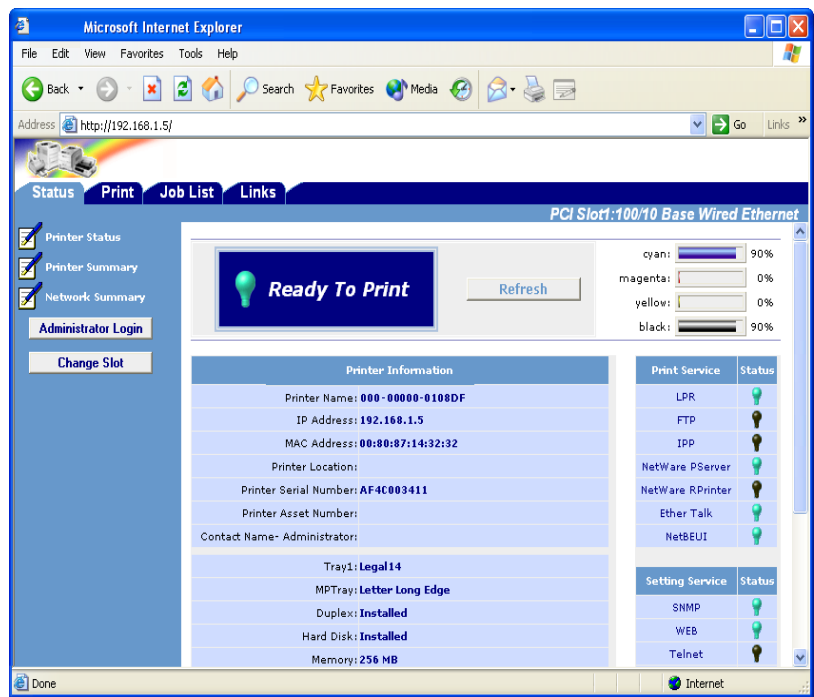 Microsoft Internet Explorer
File Edit View Favorites Tools Help
Back Search Favorites Media
Address http://192.168.1.5/ Go Links »
Status Print Job List Links
PCI Slot1:100/10 Base Wired Ethernet
Printer Status
Printer Summary
Network Summary
Administrator Login
Change Slot
Ready To Print
Refresh
cyan: 90%
magenta: 0%
yellow: 0%
black: 90%
Printer Information
Printer Name: 000-00000-0108DF
IP Address: 192.168.1.5
MAC Address: 00:80:87:14:32:32
Printer Location:
Printer Serial Number: AF4C003411
Printer Asset Number:
Contact Name- Administrator:
Tray1: Legal14
MPTray: Letter Long Edge
Duplex: Installed
Hard Disk: Installed
Memory: 256 MB
Print Service Status
LPR
FTP
IPP
NetWare PServer
NetWare RPrinter
Ether Talk
NetBEUI
Setting Service Status
SNMP
WEB
Telnet
Done
Internet